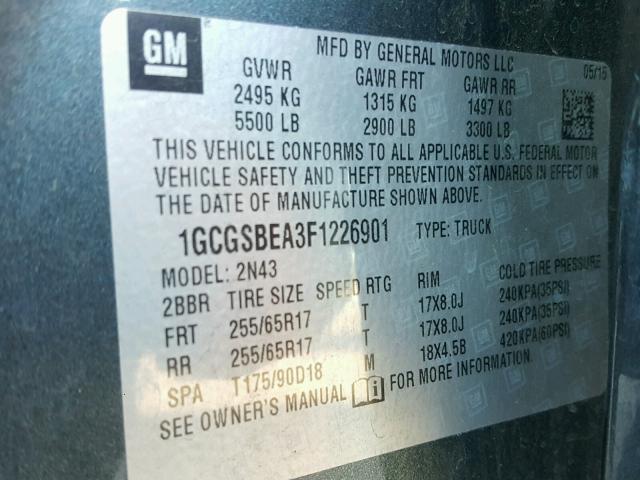 GM
MFD BY GENERAL MOTORS LLC
05/15
GVWR GAWR FRT GAWR RR
2495 KG 1315 KG 1497 KG
5500 LB 2900 LB 3300 LB
THIS VEHICLE CONFORMS TO ALL APPLICABLE U.S. FEDERAL MOTOR
VEHICLE SAFETY AND THEFT PREVENTION STANDARDS IN EFFECT ON
THE DATE OF MANUFACTURE SHOWN ABOVE.
1GCGSBEA3F1226901 TYPE: TRUCK
MODEL: 2N43
2BBR TIRE SIZE SPEED RTG RIM COLD TIRE PRESSURE
FRT 255/65R17 T 17X8.0J 240KPA(35PSI)
RR 255/65R17 T 17X8.0J 240KPA(35PSI)
SPA T175/90D18 M 18X4.5B 420KPA(60PSI)
SEE OWNER'S MANUAL i FOR MORE INFORMATION.